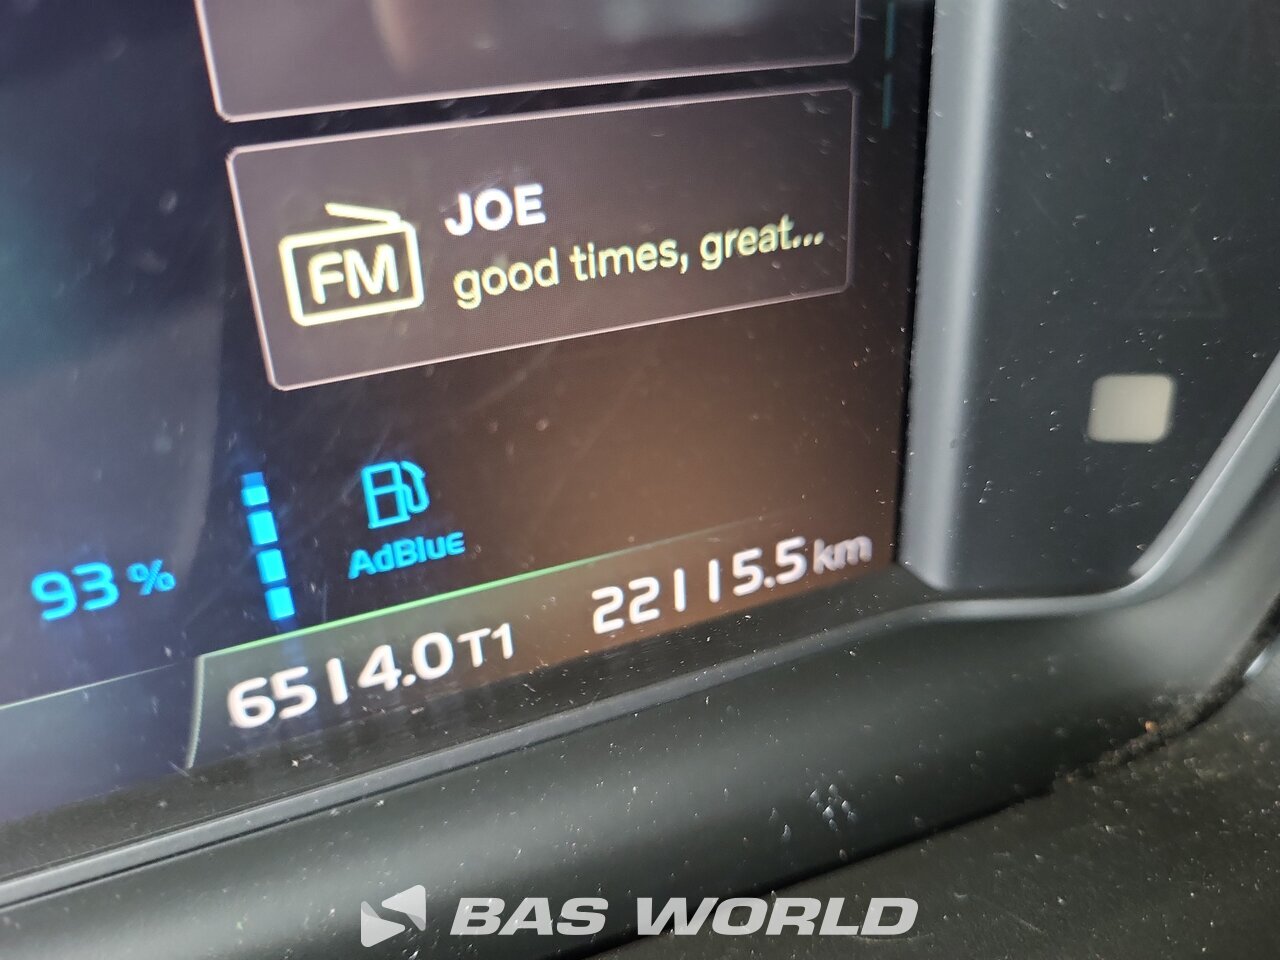 JOE
FM good times, great...
93 %
AdBlue
6514.0 T1 22115.5 km
BAS WORLD